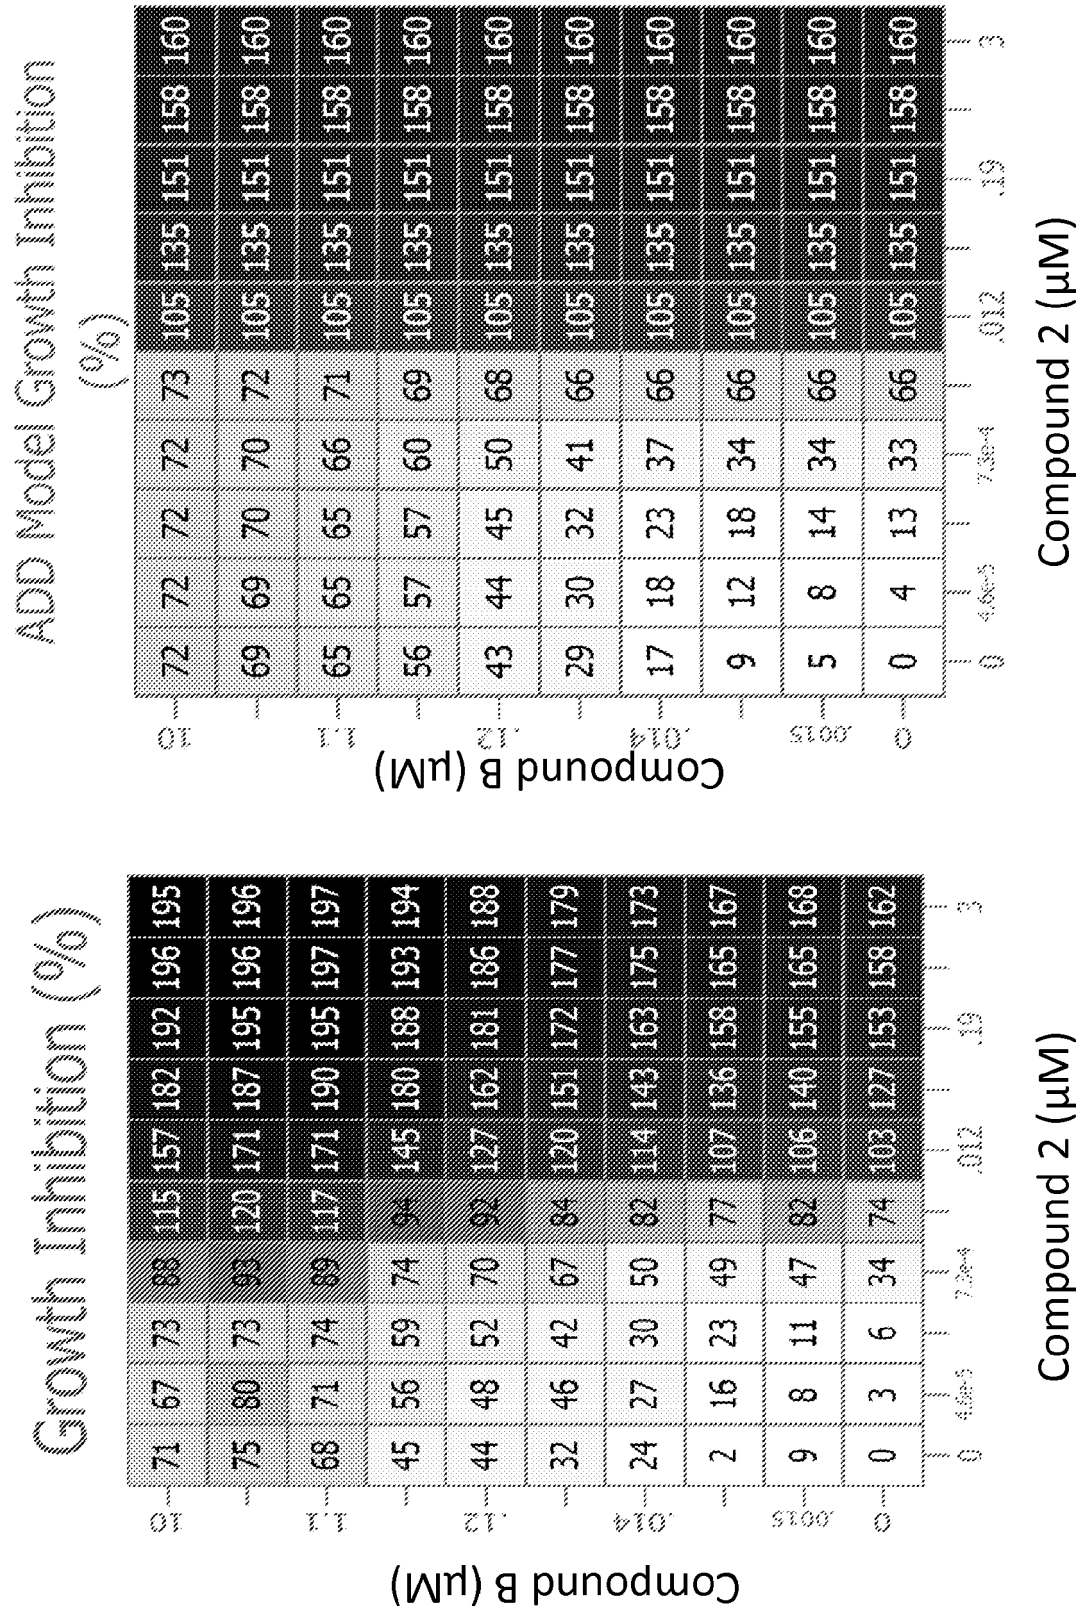 Growth Inhibition (%)
Compound B (µM)
10 71 67 73 88 115 157 182 192 196 195
75 80 73 93 120 171 187 195 196 196
1.1 68 71 74 89 117 171 190 195 197 197
45 56 59 74 94 145 180 188 193 194
.12 44 48 52 70 92 127 162 181 186 188
32 46 42 67 84 120 151 172 177 179
.014 24 27 30 50 82 114 143 163 175 173
2 16 23 49 77 107 136 158 165 167
.0015 9 8 11 47 82 106 140 155 165 168
0 0 3 6 34 74 103 127 153 158 162
0 4.6e-5 7.3e-4 .012 .19 3
Compound 2 (µM)
ADD Model Growth Inhibition
(%)
Compound B (µM)
10 72 72 72 72 73 105 135 151 158 160
69 69 70 70 72 105 135 151 158 160
1.1 65 65 65 66 71 105 135 151 158 160
56 57 57 60 69 105 135 151 158 160
.12 43 44 45 50 68 105 135 151 158 160
29 30 32 41 66 105 135 151 158 160
.014 17 18 23 37 66 105 135 151 158 160
9 12 18 34 66 105 135 151 158 160
.0015 5 8 14 34 66 105 135 151 158 160
0 0 4 13 33 66 105 135 151 158 160
0 4.6e-5 7.3e-4 .012 .19 3
Compound 2 (µM)